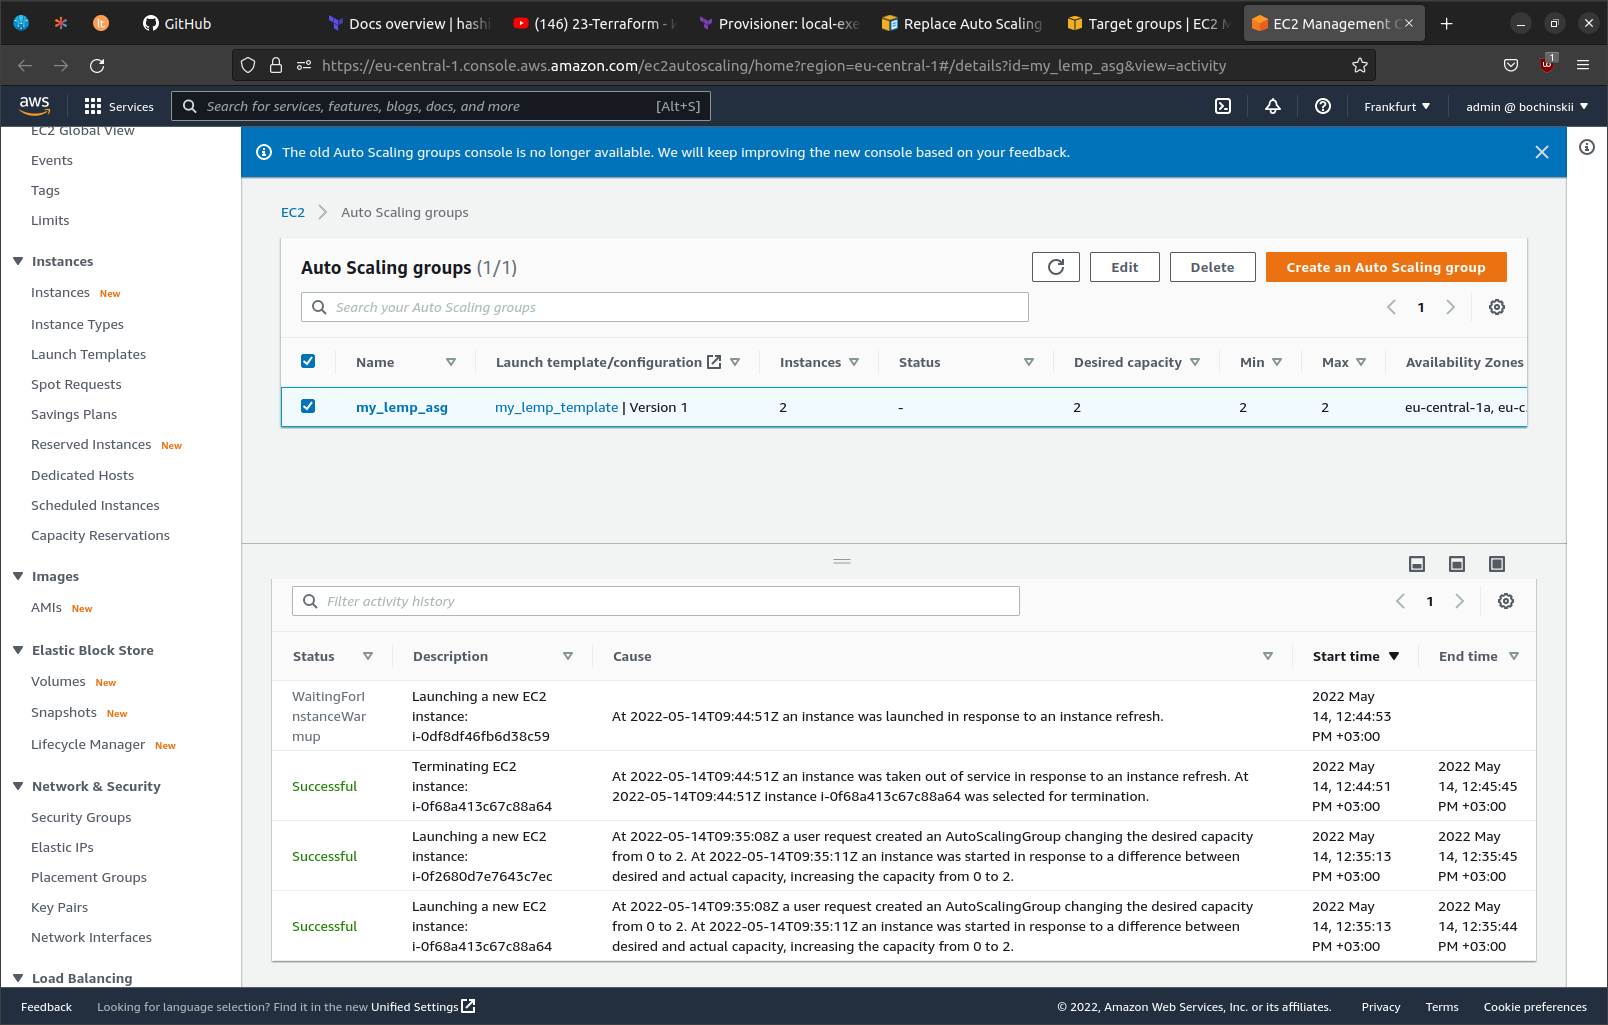 GitHub
Docs overview | hashi
(146) 23-Terraform -
Provisioner: local-exe
Replace Auto Scaling
Target groups | EC2 M
EC2 Management C
https://eu-central-1.console.aws.amazon.com/ec2autoscaling/home?region=eu-central-1#/details?id=my_lemp_asg&view=activity
1
aws
Services
Search for services, features, blogs, docs, and more
[Alt+S]
Frankfurt
admin @ bochinskii
EC2 Global View
Events
Tags
Limits
Instances
Instances New
Instance Types
Launch Templates
Spot Requests
Savings Plans
Reserved Instances New
Dedicated Hosts
Scheduled Instances
Capacity Reservations
Images
AMIs New
Elastic Block Store
Volumes New
Snapshots New
Lifecycle Manager New
Network & Security
Security Groups
Elastic IPs
Placement Groups
Key Pairs
Network Interfaces
Load Balancing
The old Auto Scaling groups console is no longer available. We will keep improving the new console based on your feedback.
EC2
Auto Scaling groups
Auto Scaling groups (1/1)
Edit
Delete
Create an Auto Scaling group
Search your Auto Scaling groups
1
Name
Launch template/configuration
Instances
Status
Desired capacity
Min
Max
Availability Zones
my_lemp_asg
my_lemp_template | Version 1
2
-
2
2
2
eu-central-1a, eu-c.
Filter activity history
1
Status
Description
Cause
Start time
End time
WaitingForI
nstanceWar
mup
Launching a new EC2
instance:
i-0df8df46fb6d38c59
At 2022-05-14T09:44:51Z an instance was launched in response to an instance refresh.
2022 May
14, 12:44:53
PM +03:00
Successful
Terminating EC2
instance:
i-0f68a413c67c88a64
At 2022-05-14T09:44:51Z an instance was taken out of service in response to an instance refresh. At
2022-05-14T09:44:51Z instance i-0f68a413c67c88a64 was selected for termination.
2022 May
14, 12:44:51
PM +03:00
2022 May
14, 12:45:45
PM +03:00
Successful
Launching a new EC2
instance:
i-0f2680d7e7643c7ec
At 2022-05-14T09:35:08Z a user request created an AutoScalingGroup changing the desired capacity
from 0 to 2. At 2022-05-14T09:35:11Z an instance was started in response to a difference between
desired and actual capacity, increasing the capacity from 0 to 2.
2022 May
14, 12:35:13
PM +03:00
2022 May
14, 12:35:45
PM +03:00
Successful
Launching a new EC2
instance:
i-0f68a413c67c88a64
At 2022-05-14T09:35:08Z a user request created an AutoScalingGroup changing the desired capacity
from 0 to 2. At 2022-05-14T09:35:11Z an instance was started in response to a difference between
desired and actual capacity, increasing the capacity from 0 to 2.
2022 May
14, 12:35:13
PM +03:00
2022 May
14, 12:35:44
PM +03:00
Feedback
Looking for language selection? Find it in the new Unified Settings
© 2022, Amazon Web Services, Inc. or its affiliates.
Privacy
Terms
Cookie preferences